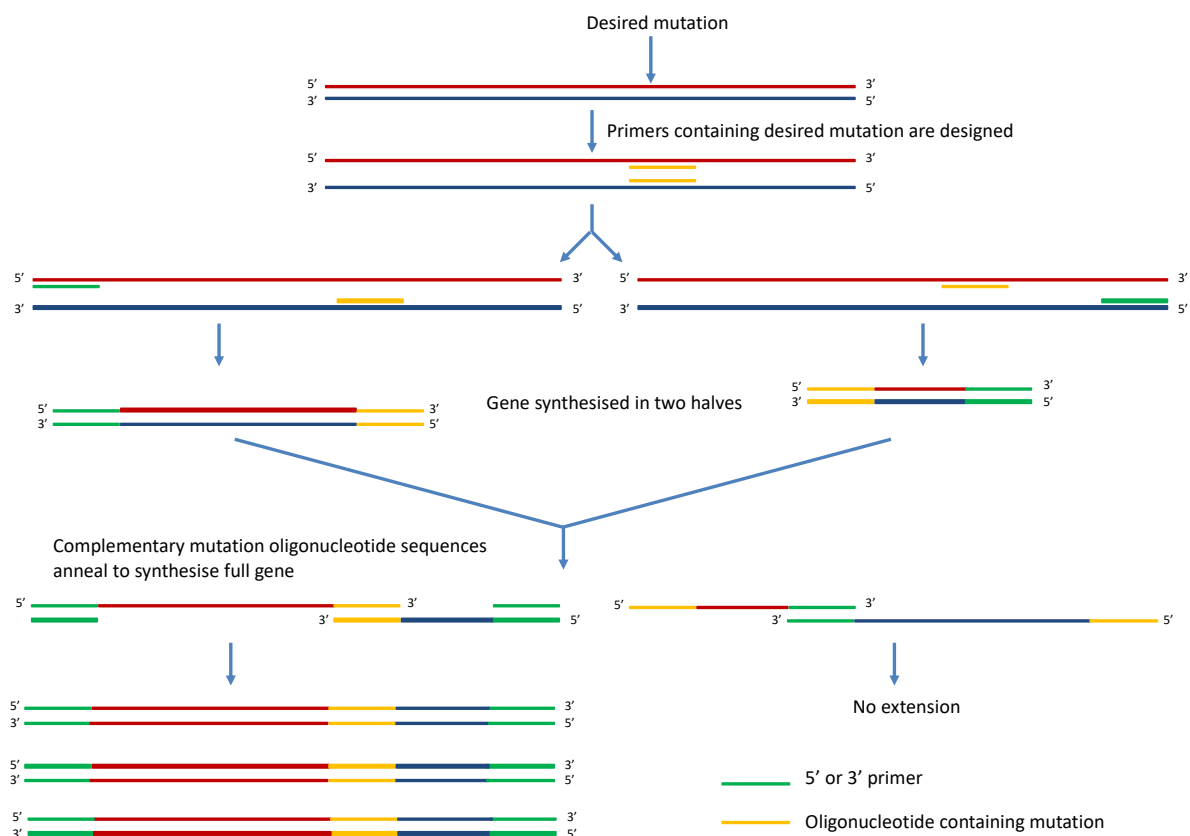 Desired mutation
5’ 3’
3’ 5’
Primers containing desired mutation are designed
5’ 3’
3’ 5’
5’ 3’ 5’ 3’
3’ 5’ 3’ 5’
5’ 3’
3’ 5’
Gene synthesised in two halves
5’ 3’
3’ 5’
Complementary mutation oligonucleotide sequences
anneal to synthesise full gene
5’ 3’ 3’
3’ 5’ 3’ 5’
5’ 3’
3’ 5’
No extension
5’ 3’
3’ 5’
5’ or 3’ primer
5’ 3’
3’ 5’
Oligonucleotide containing mutation